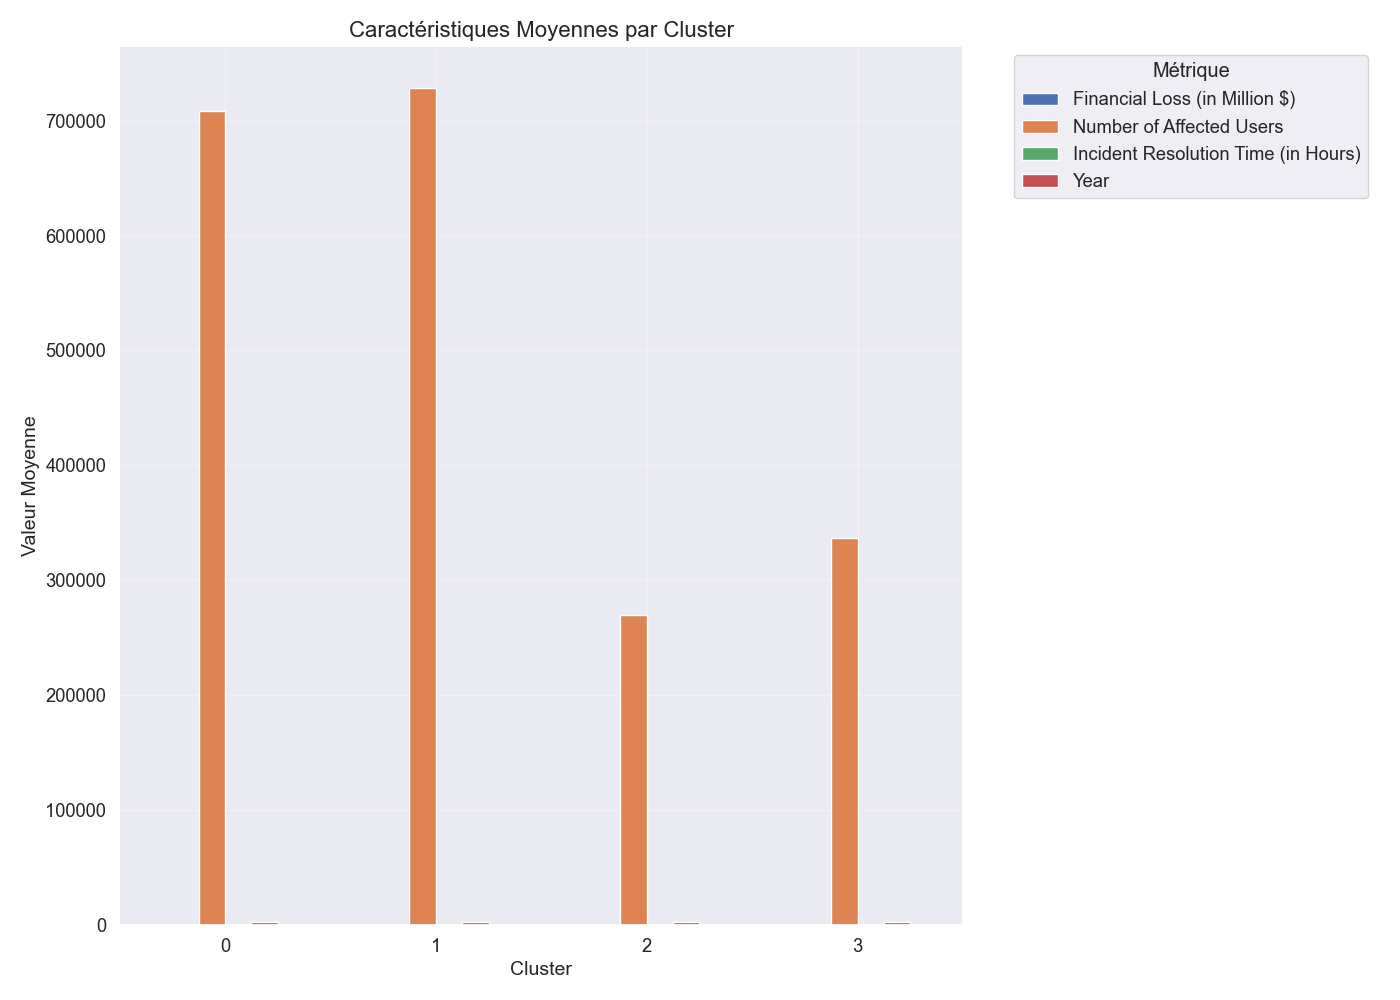 Caractéristiques Moyennes par Cluster
Métrique
Financial Loss (in Million $)
Number of Affected Users
Incident Resolution Time (in Hours)
Year
Valeur Moyenne
700000
600000
500000
400000
300000
200000
100000
0
0 1 2 3
Cluster